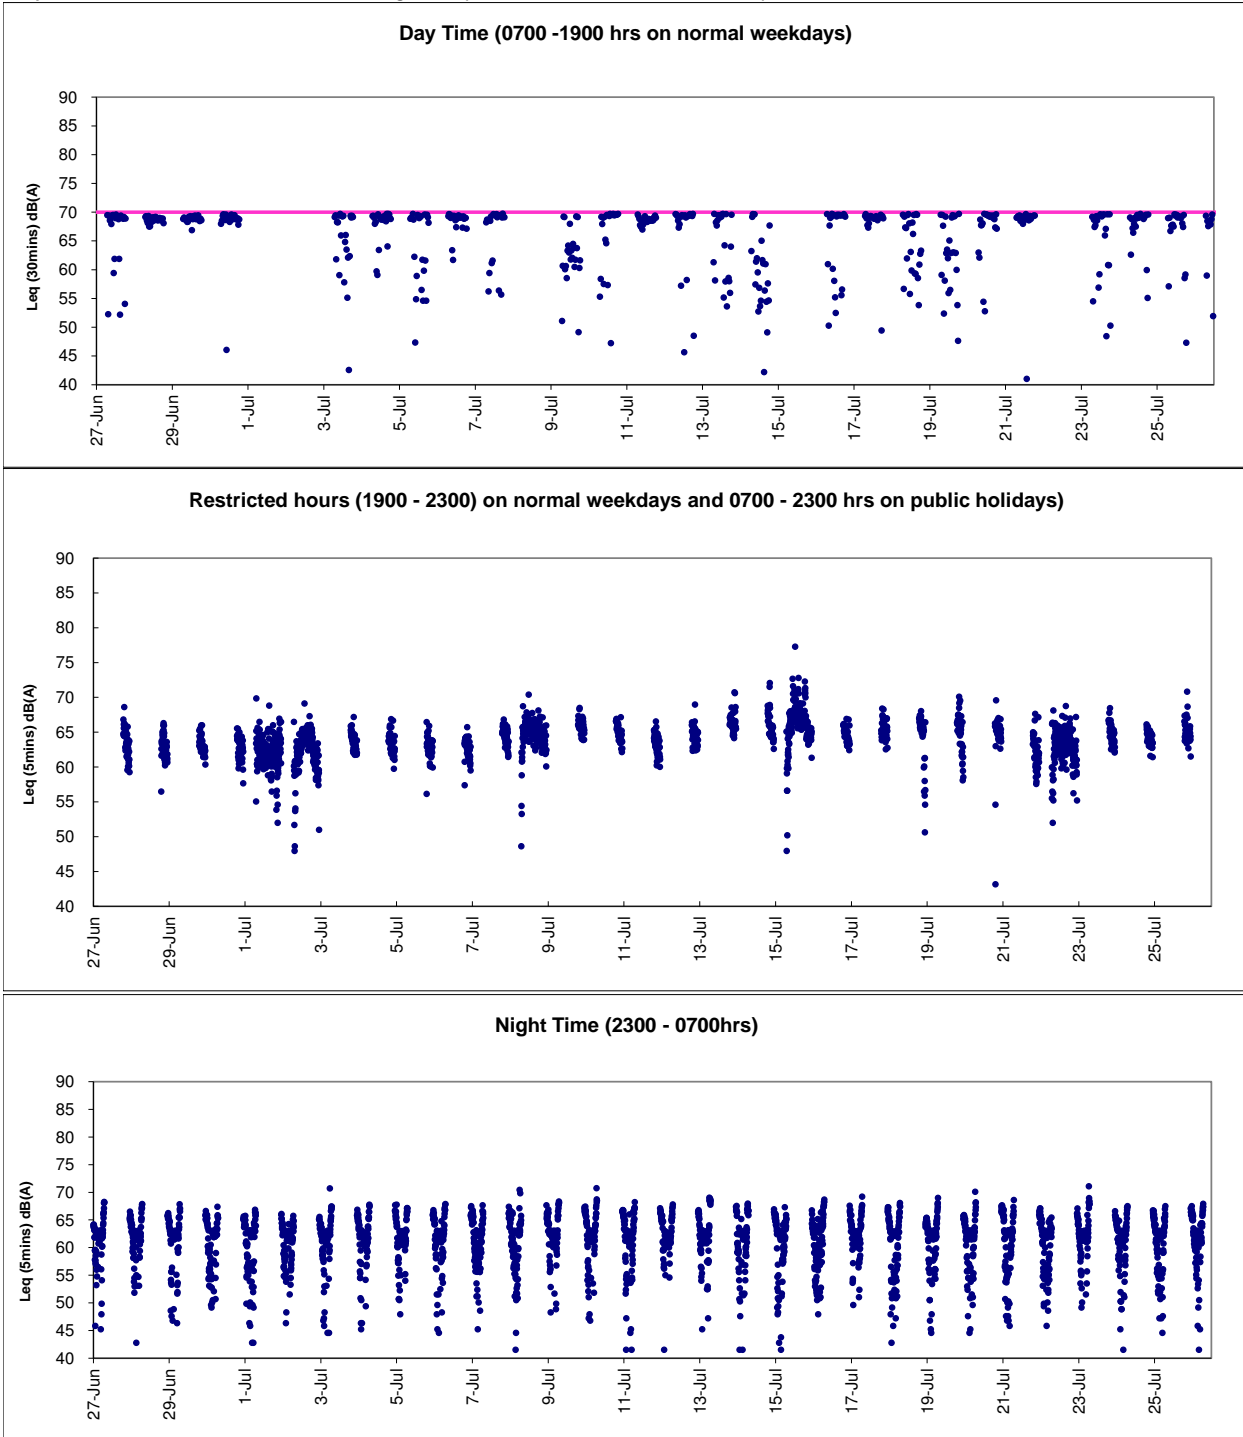 Day Time (0700 -1900 hrs on normal weekdays)
90
85
80
75
70
65
60
55
50
45
40
Leq (30mins) dB(A)
27-Jun
29-Jun
1-Jul
3-Jul
5-Jul
7-Jul
9-Jul
11-Jul
13-Jul
15-Jul
17-Jul
19-Jul
21-Jul
23-Jul
25-Jul
Restricted hours (1900 - 2300) on normal weekdays and 0700 - 2300 hrs on public holidays)
90
85
80
75
70
65
60
55
50
45
40
Leq (5mins) dB(A)
27-Jun
29-Jun
1-Jul
3-Jul
5-Jul
7-Jul
9-Jul
11-Jul
13-Jul
15-Jul
17-Jul
19-Jul
21-Jul
23-Jul
25-Jul
Night Time (2300 - 0700hrs)
90
85
80
75
70
65
60
55
50
45
40
Leq (5mins) dB(A)
27-Jun
29-Jun
1-Jul
3-Jul
5-Jul
7-Jul
9-Jul
11-Jul
13-Jul
15-Jul
17-Jul
19-Jul
21-Jul
23-Jul
25-Jul